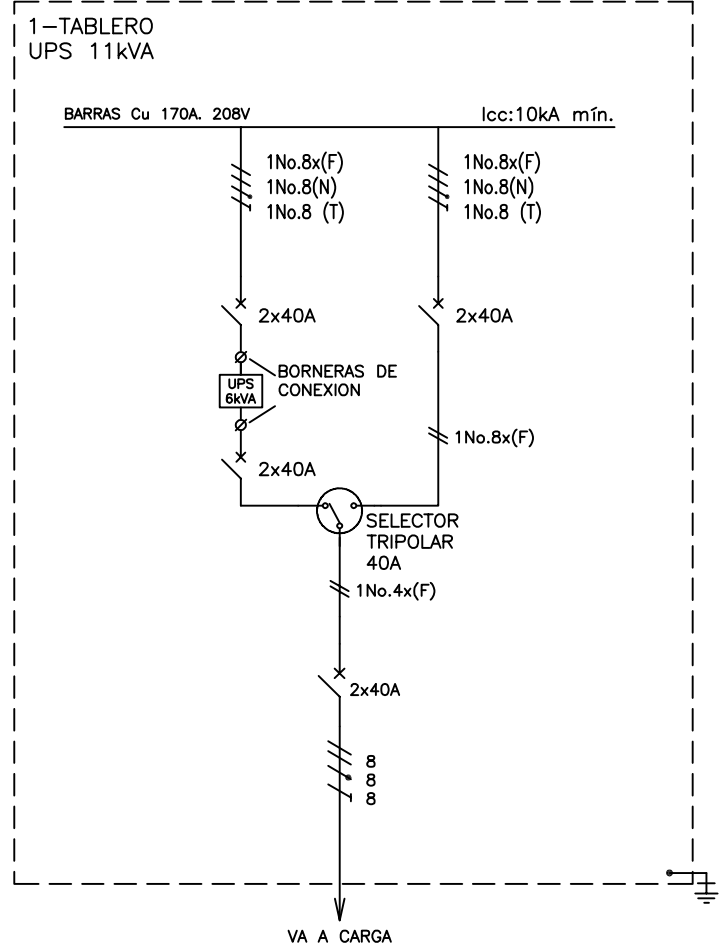 1-TABLERO
UPS 11kVA
BARRAS Cu 170A. 208V
Icc:10kA mín.
1No.8x(F)
1No.8(N)
1No.8 (T)
1No.8x(F)
1No.8(N)
1No.8 (T)
2x40A
2x40A
BORNERAS DE
CONEXION
UPS
6kVA
1No.8x(F)
2x40A
SELECTOR
TRIPOLAR
40A
1No.4x(F)
2x40A
8
8
8
VA A CARGA